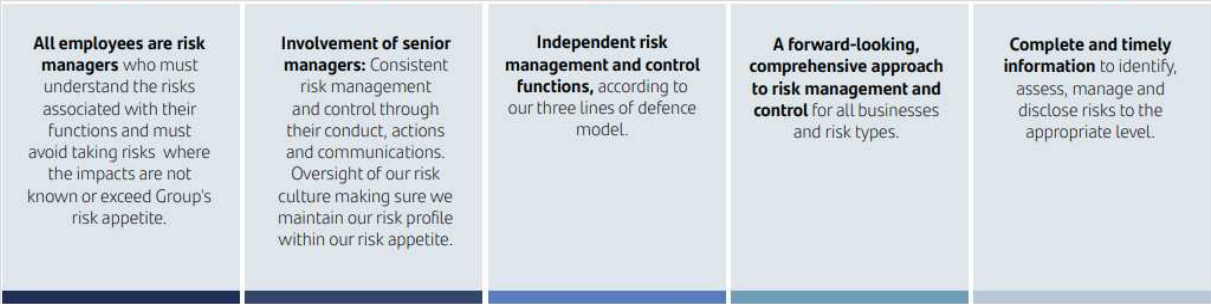 All employees are risk
managers who must
understand the risks
associated with their
functions and must
avoid taking risks where
the impacts are not
known or exceed Group's
risk appetite.
Involvement of senior
managers: Consistent
risk management
and control through
their conduct, actions
and communications.
Oversight of our risk
culture making sure we
maintain our risk profile
within our risk appetite.
Independent risk
management and control
functions, according to
our three lines of defence
model.
A forward-looking,
comprehensive approach
to risk management and
control for all businesses
and risk types.
Complete and timely
information to identify,
assess, manage and
disclose risks to the
appropriate level.